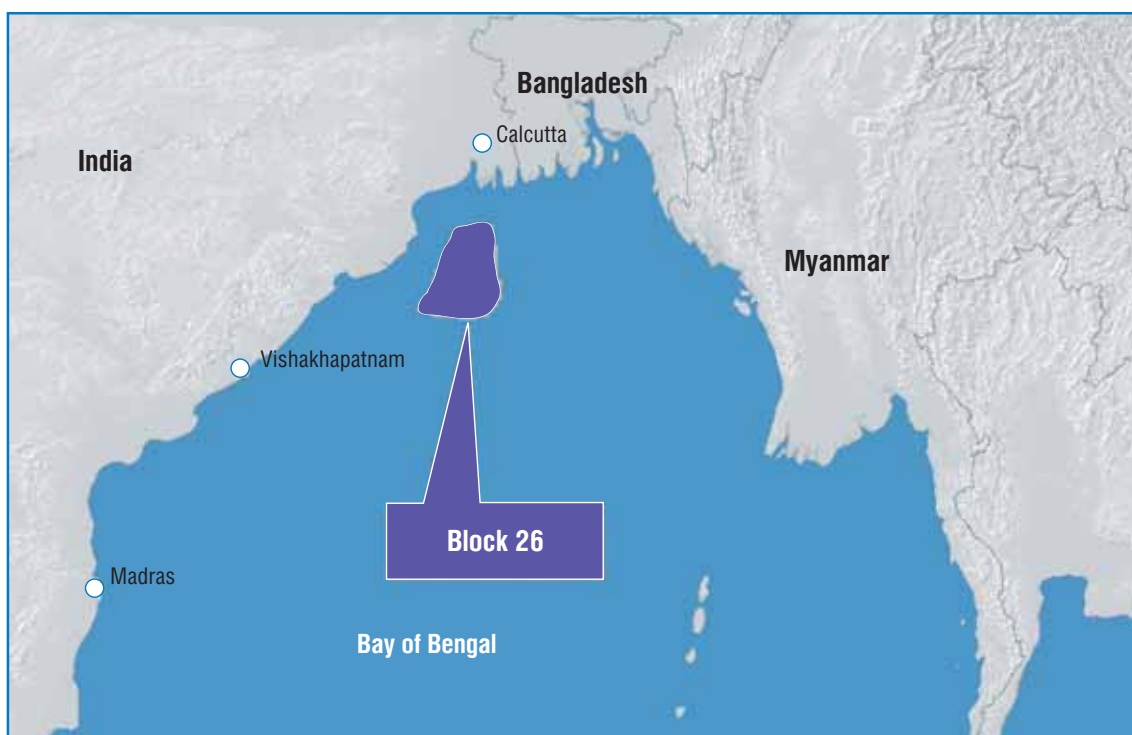 Bangladesh
Calcutta
India
Myanmar
Vishakhapatnam
Block 26
Madras
Bay of Bengal